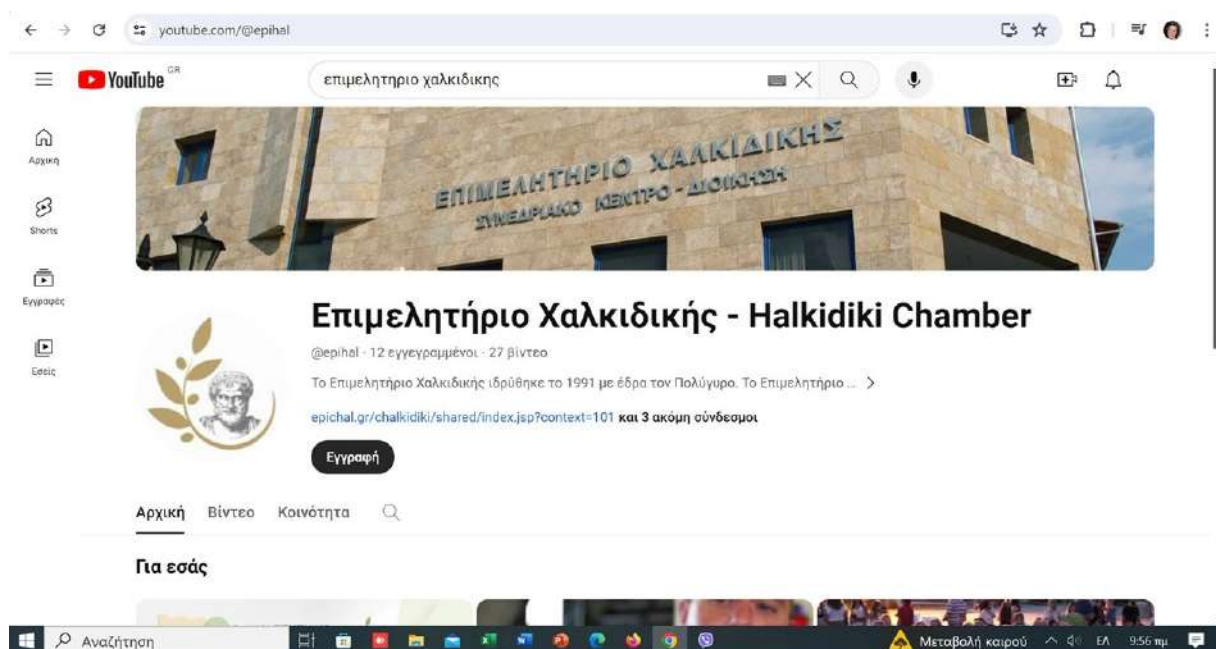 youtube.com/@epihal
YouTube GR
επιμελητηριο χαλκιδικης
Αρχική
Shorts
Εγγραφές
Εσείς
ΕΠΙΜΕΛΗΤΗΡΙΟ ΧΑΛΚΙΔΙΚΗΣ
ΣΥΝΕΔΡΙΑΚΟ ΚΕΝΤΡΟ - ΔΙΟΙΚΗΣΗ
Επιμελητήριο Χαλκιδικής - Halkidiki Chamber
@epihal · 12 εγγεγραμμένοι · 27 βίντεο
Το Επιμελητήριο Χαλκιδικής ιδρύθηκε το 1991 με έδρα τον Πολύγυρο. Το Επιμελητήριο ...
epichal.gr/chalkidiki/shared/index.jsp?context=101 και 3 ακόμη σύνδεσμοι
Εγγραφή
Αρχική Βίντεο Κοινότητα
Για εσάς
Αναζήτηση
Μεταβολή καιρού ΕΛ 9:56 πμ